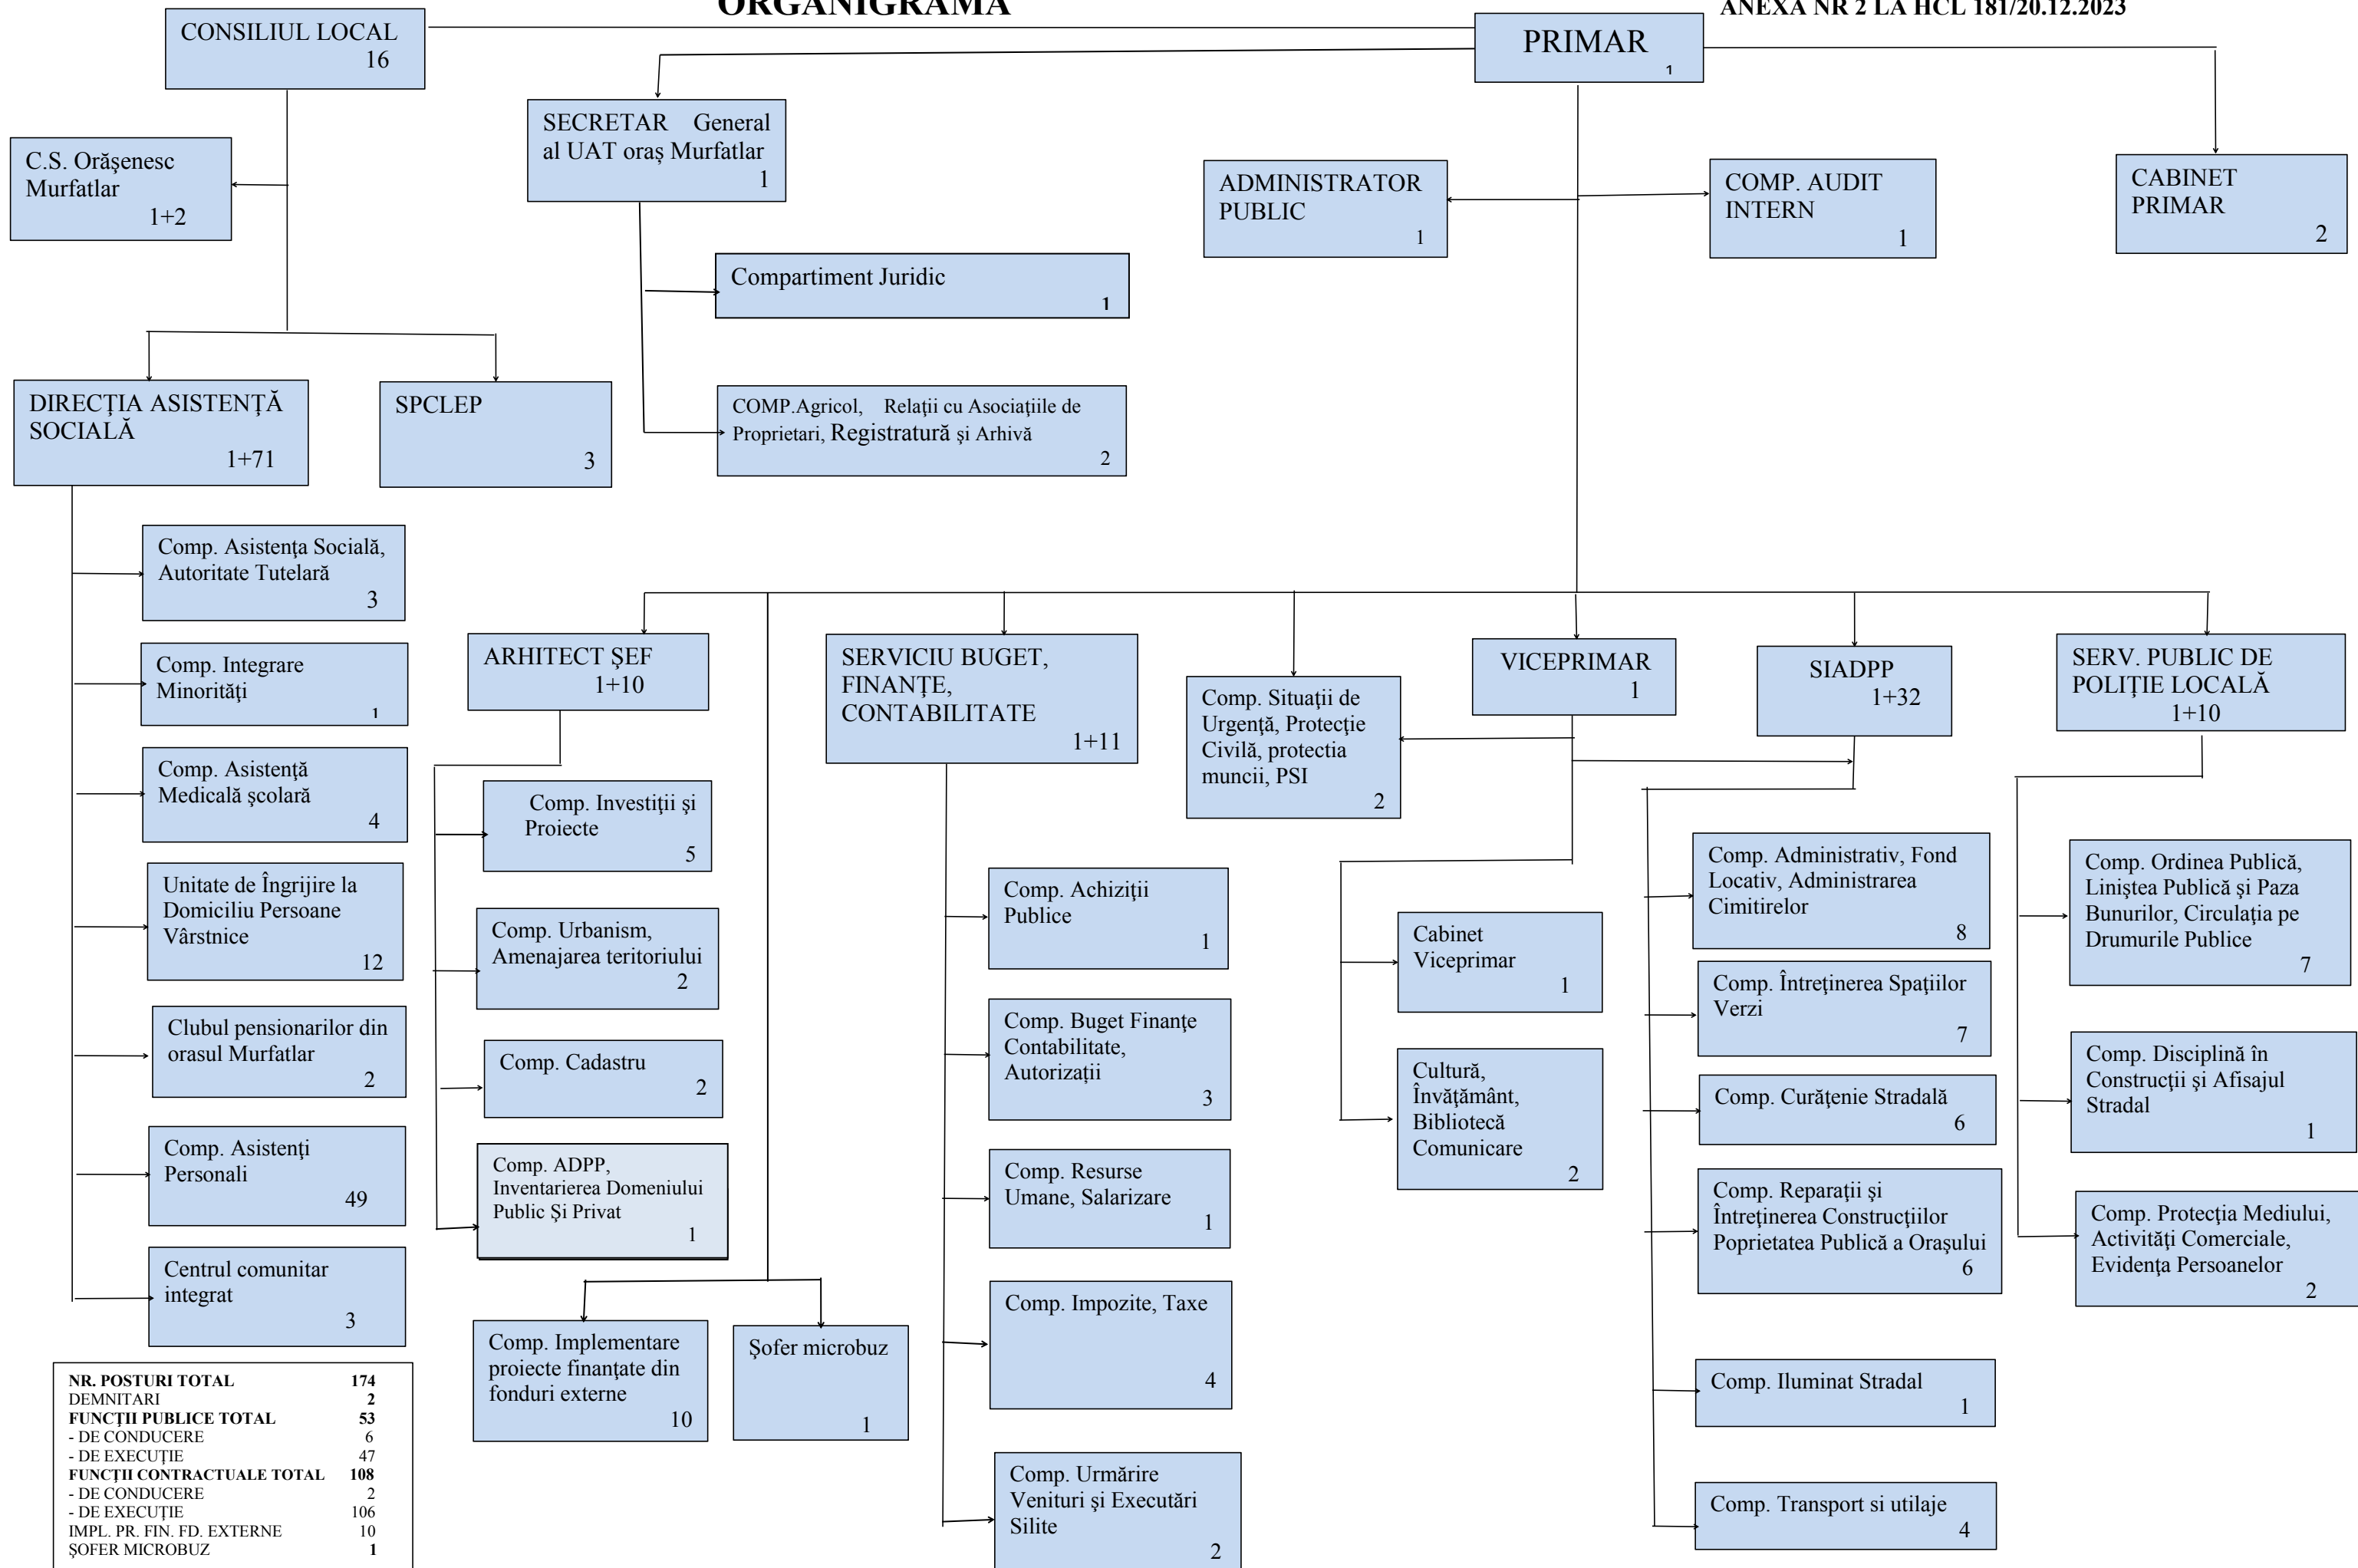 ORGANIGRAMA
ANEXA NR 2 LA HCL 181/20.12.2023
CONSILIUL LOCAL
16
PRIMAR
1
C.S. Orăşenesc
Murfatlar
1+2
SECRETAR General
al UAT oraș Murfatlar
1
ADMINISTRATOR
PUBLIC
1
COMP. AUDIT
INTERN
1
CABINET
PRIMAR
2
Compartiment Juridic
1
COMP.Agricol, Relaţii cu Asociaţiile de
Proprietari, Registratură şi Arhivă
2
DIRECŢIA ASISTENŢĂ
SOCIALĂ
1+71
SPCLEP
3
Comp. Asistenţa Socială,
Autoritate Tutelară
3
Comp. Integrare
Minorităţi
1
Comp. Asistenţă
Medicală şcolară
4
Unitate de Îngrijire la
Domiciliu Persoane
Vârstnice
12
Clubul pensionarilor din
orasul Murfatlar
2
Comp. Asistenţi
Personali
49
Centrul comunitar
integrat
3
ARHITECT ŞEF
1+10
Comp. Investiţii şi
Proiecte
5
Comp. Urbanism,
Amenajarea teritoriului
2
Comp. Cadastru
2
Comp. ADPP,
Inventarierea Domeniului
Public Şi Privat
1
Comp. Implementare
proiecte finanţate din
fonduri externe
10
Şofer microbuz
1
SERVICIU BUGET,
FINANŢE,
CONTABILITATE
1+11
Comp. Achiziţii
Publice
1
Comp. Buget Finanţe
Contabilitate,
Autorizații
3
Comp. Resurse
Umane, Salarizare
1
Comp. Impozite, Taxe
4
Comp. Urmărire
Venituri şi Executări
Silite
2
Comp. Situaţii de
Urgenţă, Protecţie
Civilă, protectia
muncii, PSI
2
VICEPRIMAR
1
Cabinet
Viceprimar
1
Cultură,
Învăţământ,
Bibliotecă
Comunicare
2
SIADPP
1+32
Comp. Administrativ, Fond
Locativ, Administrarea
Cimitirelor
8
Comp. Întreţinerea Spaţiilor
Verzi
7
Comp. Curăţenie Stradală
6
Comp. Reparaţii şi
Întreţinerea Construcţiilor
Poprietatea Publică a Oraşului
6
Comp. Iluminat Stradal
1
Comp. Transport si utilaje
4
SERV. PUBLIC DE
POLIŢIE LOCALĂ
1+10
Comp. Ordinea Publică,
Liniştea Publică şi Paza
Bunurilor, Circulaţia pe
Drumurile Publice
7
Comp. Disciplină în
Construcţii şi Afisajul
Stradal
1
Comp. Protecţia Mediului,
Activităţi Comerciale,
Evidenţa Persoanelor
2
NR. POSTURI TOTAL 174
DEMNITARI 2
FUNCŢII PUBLICE TOTAL 53
- DE CONDUCERE 6
- DE EXECUŢIE 47
FUNCŢII CONTRACTUALE TOTAL 108
- DE CONDUCERE 2
- DE EXECUŢIE 106
IMPL. PR. FIN. FD. EXTERNE 10
ŞOFER MICROBUZ 1